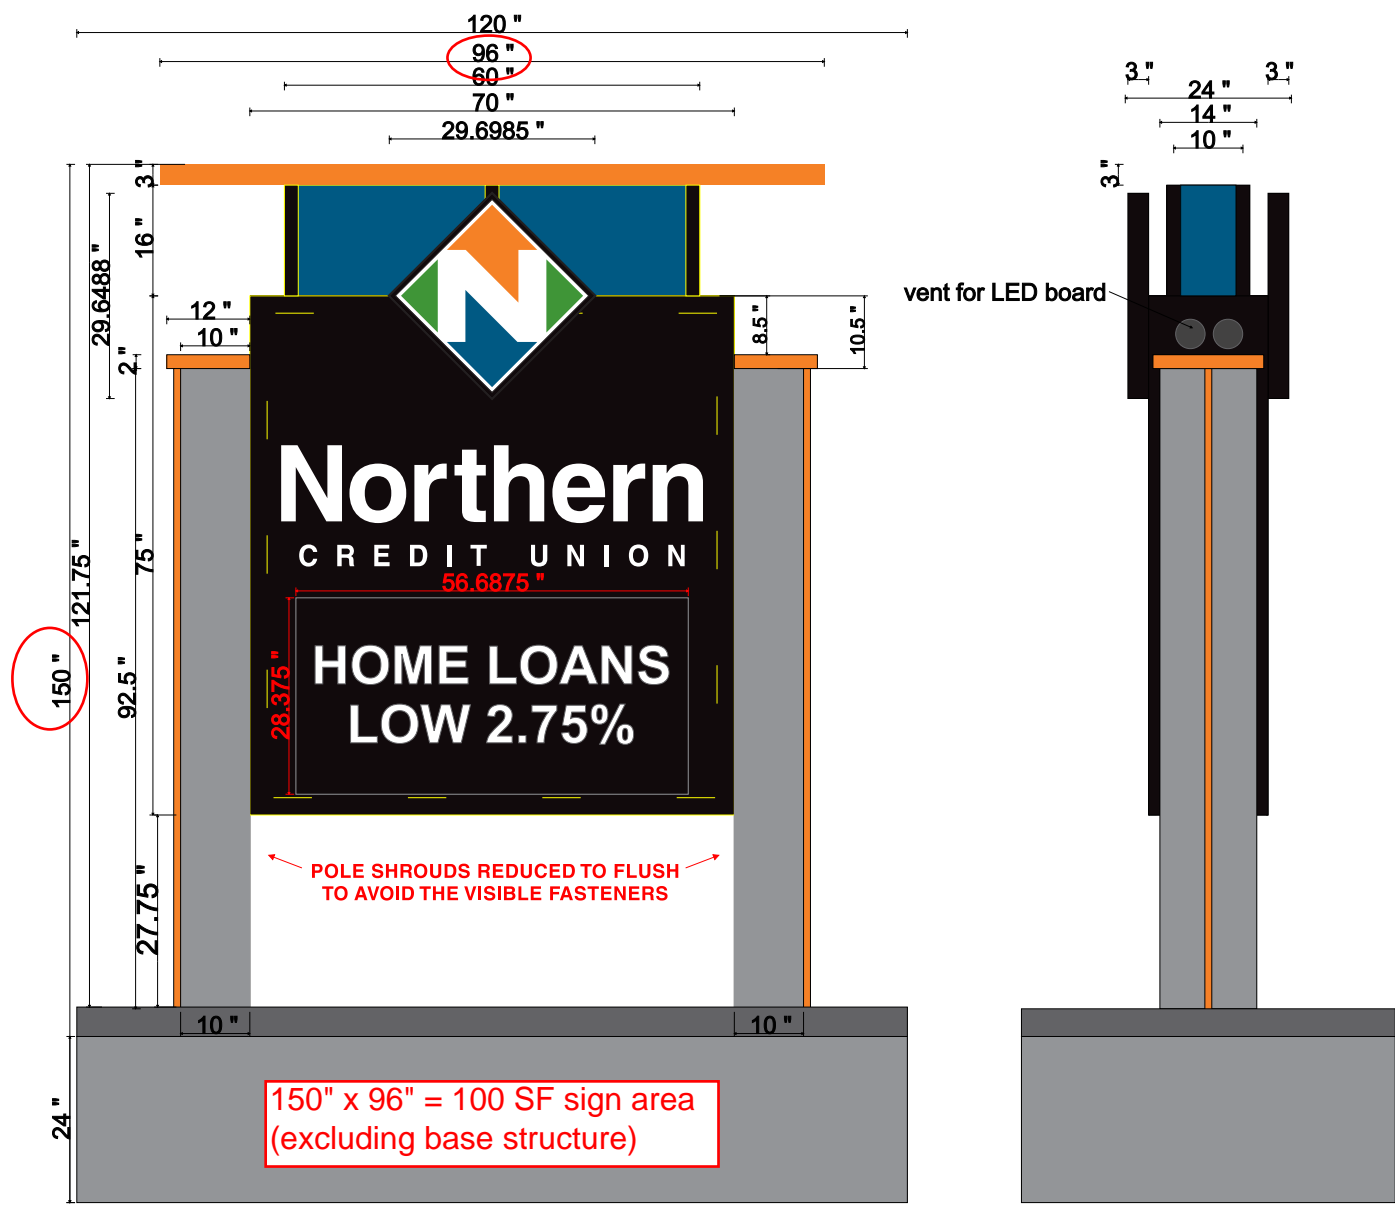 120 "
96 "
60 "
70 "
29.6985 "
3 "
16 "
29.6488 "
12 "
10 "
2 "
8.5 "
10.5 "
N
Northern
CREDIT UNION
56.6875 "
28.375 "
HOME LOANS
LOW 2.75%
75 "
121.75 "
150 "
92.5 "
27.75 "
POLE SHROUDS REDUCED TO FLUSH
TO AVOID THE VISIBLE FASTENERS
10 "
10 "
24 "
150" x 96" = 100 SF sign area
(excluding base structure)
3 "
3 "
24 "
14 "
10 "
3 "
vent for LED board